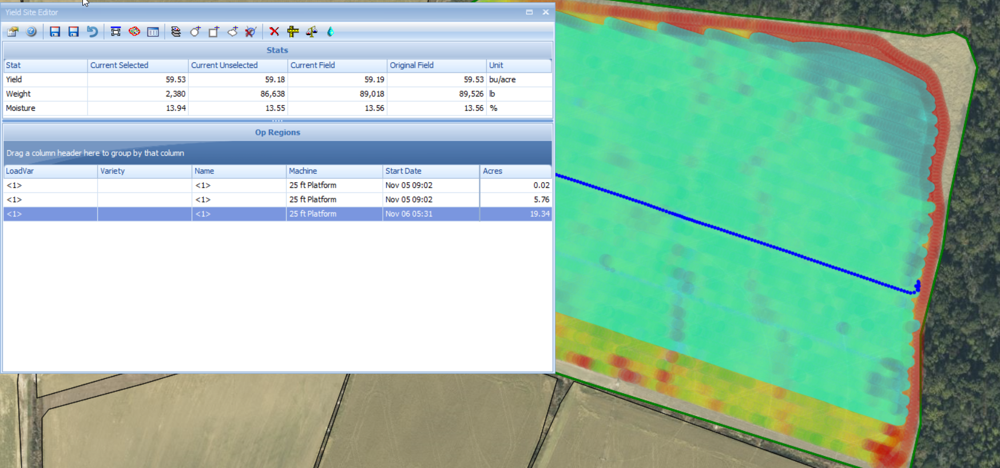 Yield Site Editor
Stats
Stat Current Selected Current Unselected Current Field Original Field Unit
Yield 59.53 59.18 59.19 59.53 bu/acre
Weight 2,380 86,638 89,018 89,526 lb
Moisture 13.94 13.55 13.56 13.56 %
Op Regions
Drag a column header here to group by that column
LoadVar Variety Name Machine Start Date Acres
<1> <1> 25 ft Platform Nov 05 09:02 0.02
<1> <1> 25 ft Platform Nov 05 09:02 5.76
<1> <1> 25 ft Platform Nov 06 05:31 19.34